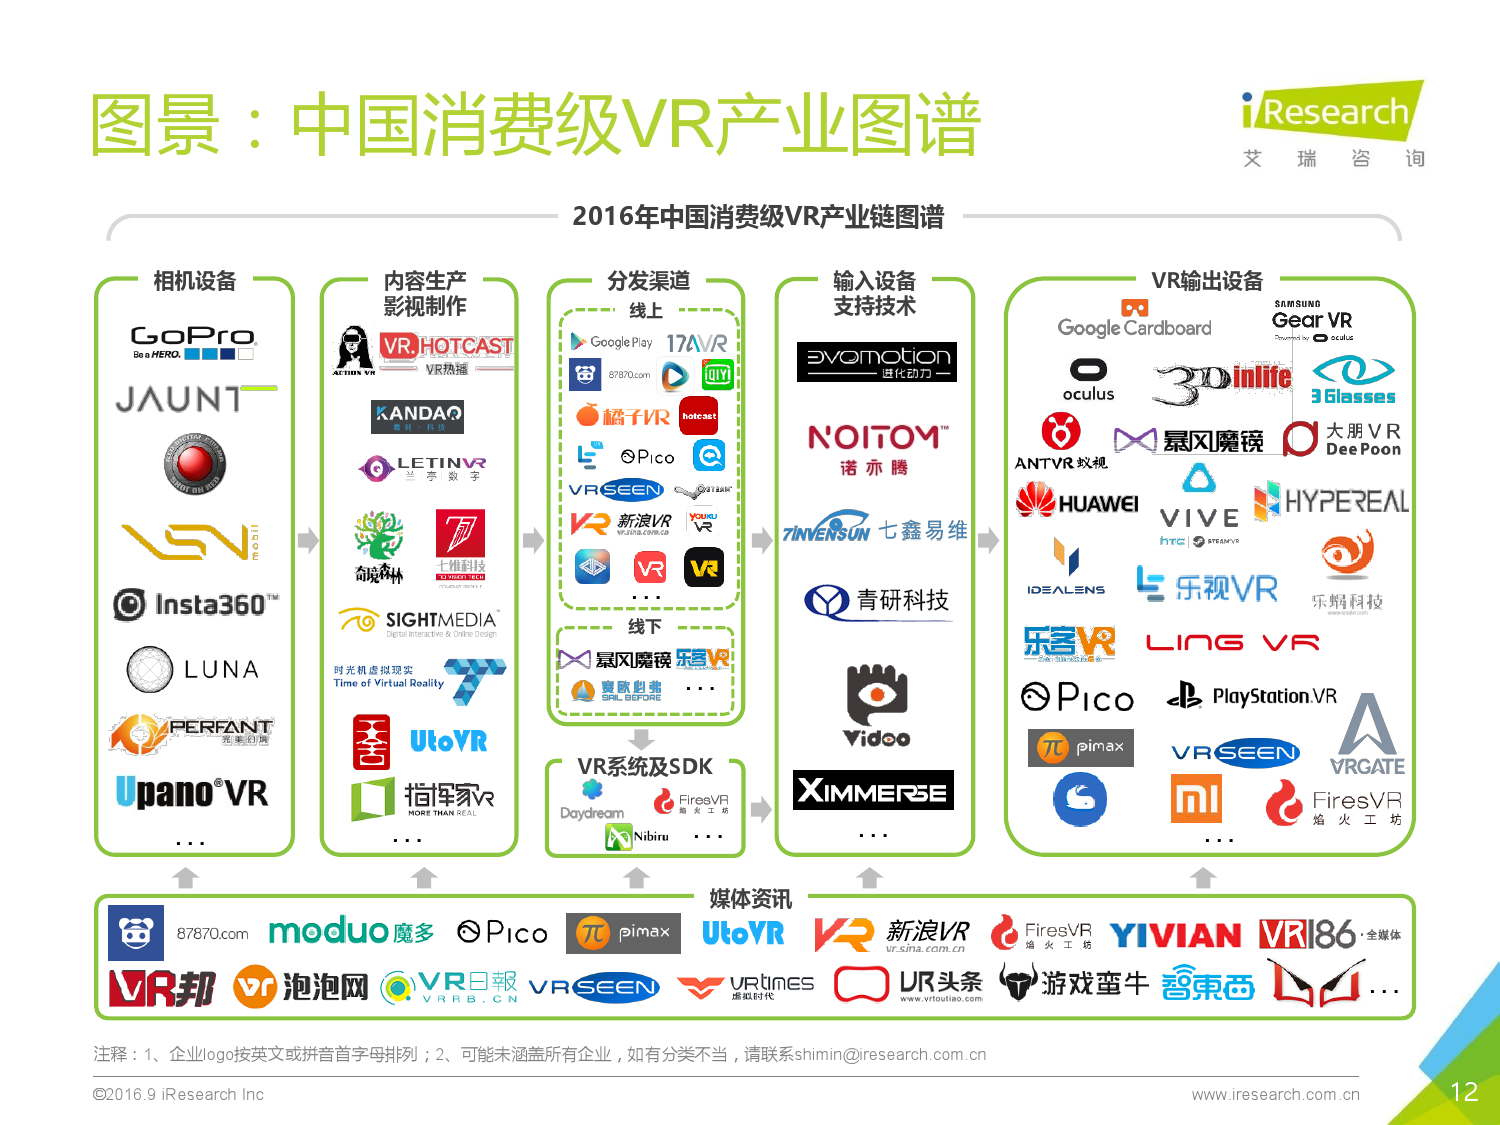 图景：中国消费级VR产业图谱
iResearch
艾瑞咨询
2016年中国消费级VR产业链图谱
相机设备
GoPro
Be a HERO.
JAUNT
Insta360™
LUNA
PERFANT
完美幻境
Upano®VR
...
内容生产
影视制作
ACTION VR
VR.HOTCAST
VR热播
KANDAO
看到·科技
LETINVR
兰亭数字
奇境森林
七维科技
7D VISION TECH
SIGHTMEDIA
Digital Interactive & Online Design
时光机虚拟现实
Time of Virtual Reality
UtoVR
指挥家VR
MORE THAN REAL
...
分发渠道
线上
Google Play
17AVR
87870.com
QIYI
橘子VR
hotcast
Pico
VRSEEN
STEAM
新浪VR
vr.sina.com.cn
YOUKU
VR
VR
VR
...
线下
暴风魔镜
乐客VR
赛欧必弗
SAIL BEFORE
...
VR系统及SDK
Daydream
FiresVR
焰火工坊
Nibiru
...
输入设备
支持技术
evomotion
进化动力
NOITOM™
诺亦腾
7INVENSUN 七鑫易维
青研科技
Vidoo
XIMMERSE
...
VR输出设备
Google Cardboard
SAMSUNG
Gear VR
Powered by oculus
oculus
3Dinlife
3Glasses
ANTVR蚁视
暴风魔镜
大朋VR
DeePoon
HUAWEI
VIVE
htc | STEAMVR
HYPEREAL
IDEALENS
乐视VR
乐蜗科技
乐客VR
LING VR
Pico
PlayStation.VR
pimax
VRSEEN
VRGATE
mi
FiresVR
焰火工坊
...
媒体资讯
87870.com
moduo魔多
Pico
pimax
UtoVR
新浪VR
vr.sina.com.cn
FiresVR
焰火工坊
YIVIAN
VR186·全媒体
VR邦
泡泡网
VR日報
VRRB.CN
VRSEEN
VRTIMES
虚拟时代
VR头条
www.vrtoutiao.com
游戏蛮牛
智東西
...
注释：1、企业logo按英文或拼音首字母排列；2、可能未涵盖所有企业，如有分类不当，请联系shimin@iresearch.com.cn
©2016.9 iResearch Inc
www.iresearch.com.cn
12